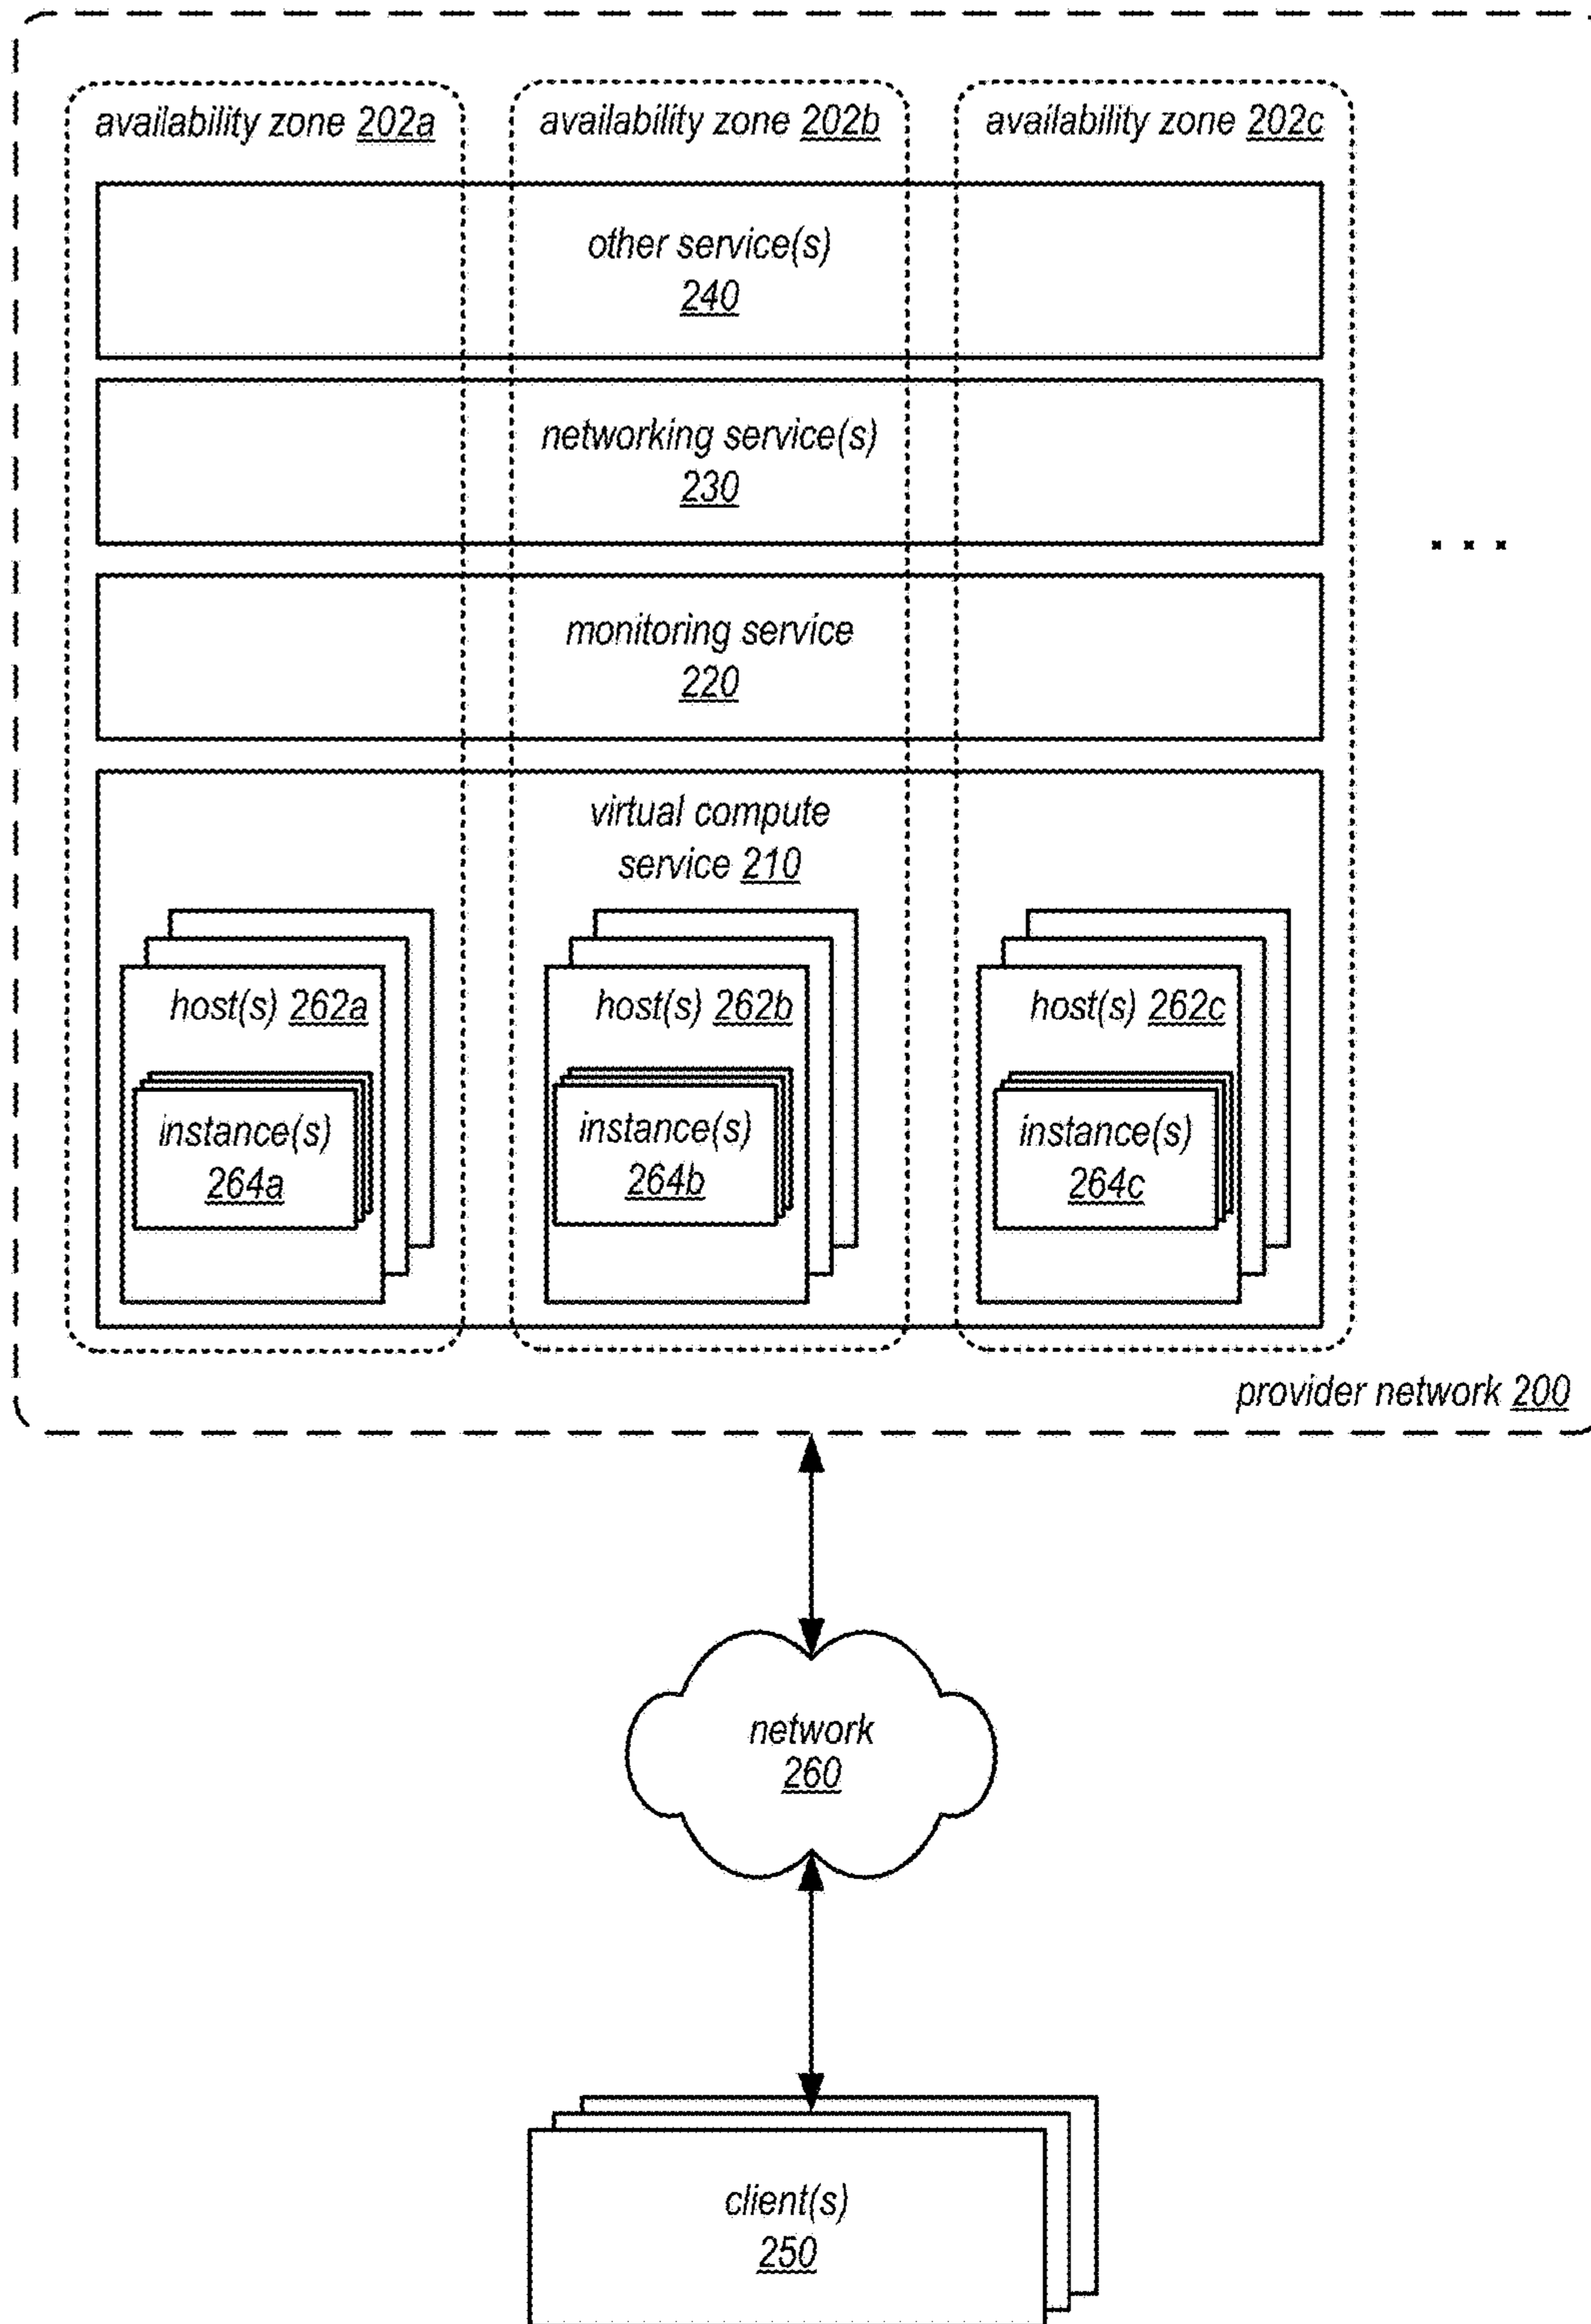 availability zone 202a
availability zone 202b
availability zone 202c
other service(s)
240
networking service(s)
230
. . .
monitoring service
220
virtual compute
service 210
host(s) 262a
host(s) 262b
host(s) 262c
instance(s)
264a
instance(s)
264b
instance(s)
264c
provider network 200
network
260
client(s)
250